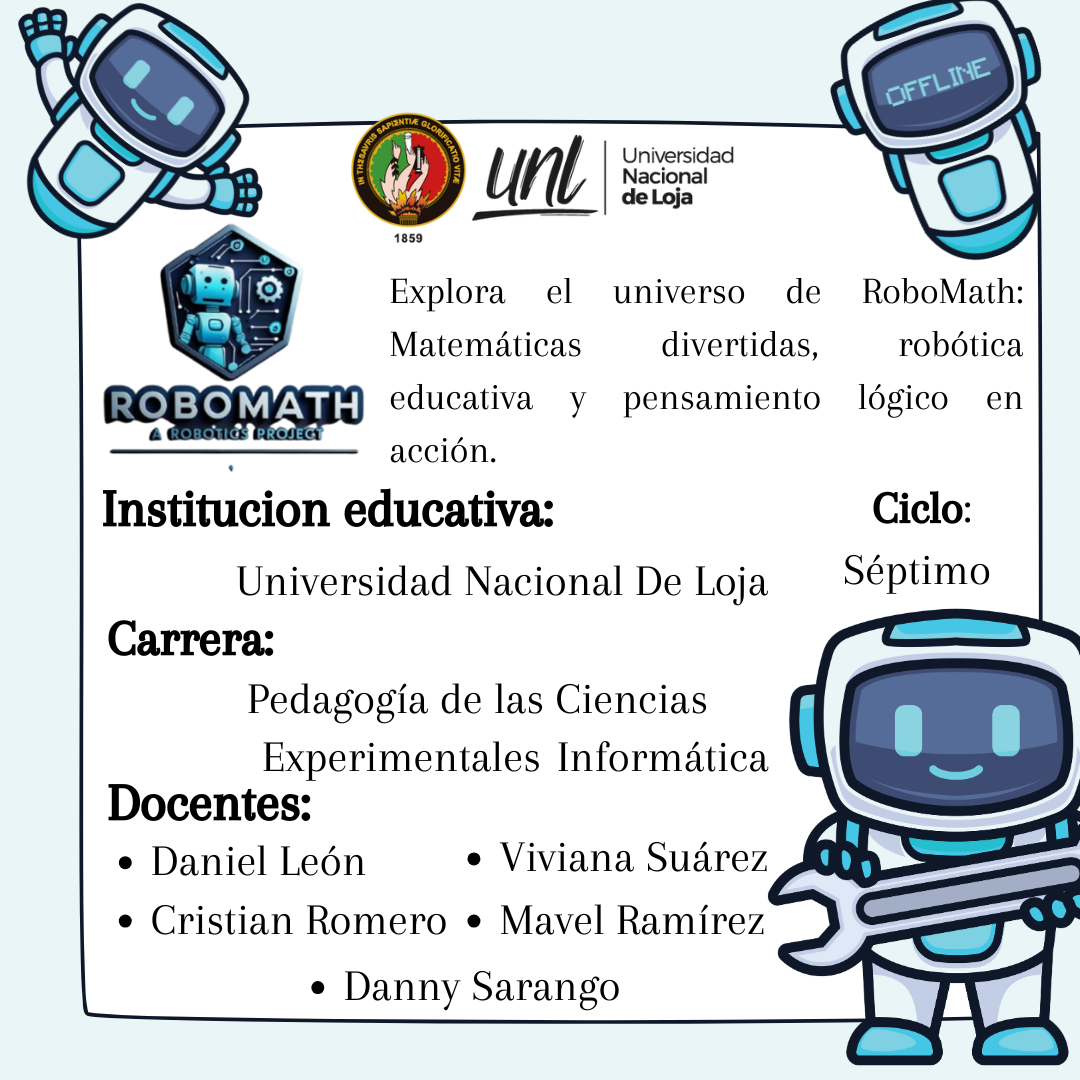 OFFLINE
IN THESAVRIS SAPIENTIÆ GLORIFICATIO VITÆ
1859
unl
Universidad
Nacional
de Loja
Explora el universo de RoboMath:
Matemáticas divertidas, robótica
educativa y pensamiento lógico en
acción.
ROBOMATH
A ROBOTICS PROJECT
Institucion educativa:
Universidad Nacional De Loja
Ciclo:
Séptimo
Carrera:
Pedagogía de las Ciencias
Experimentales Informática
Docentes:
• Daniel León
• Viviana Suárez
• Cristian Romero
• Mavel Ramírez
• Danny Sarango